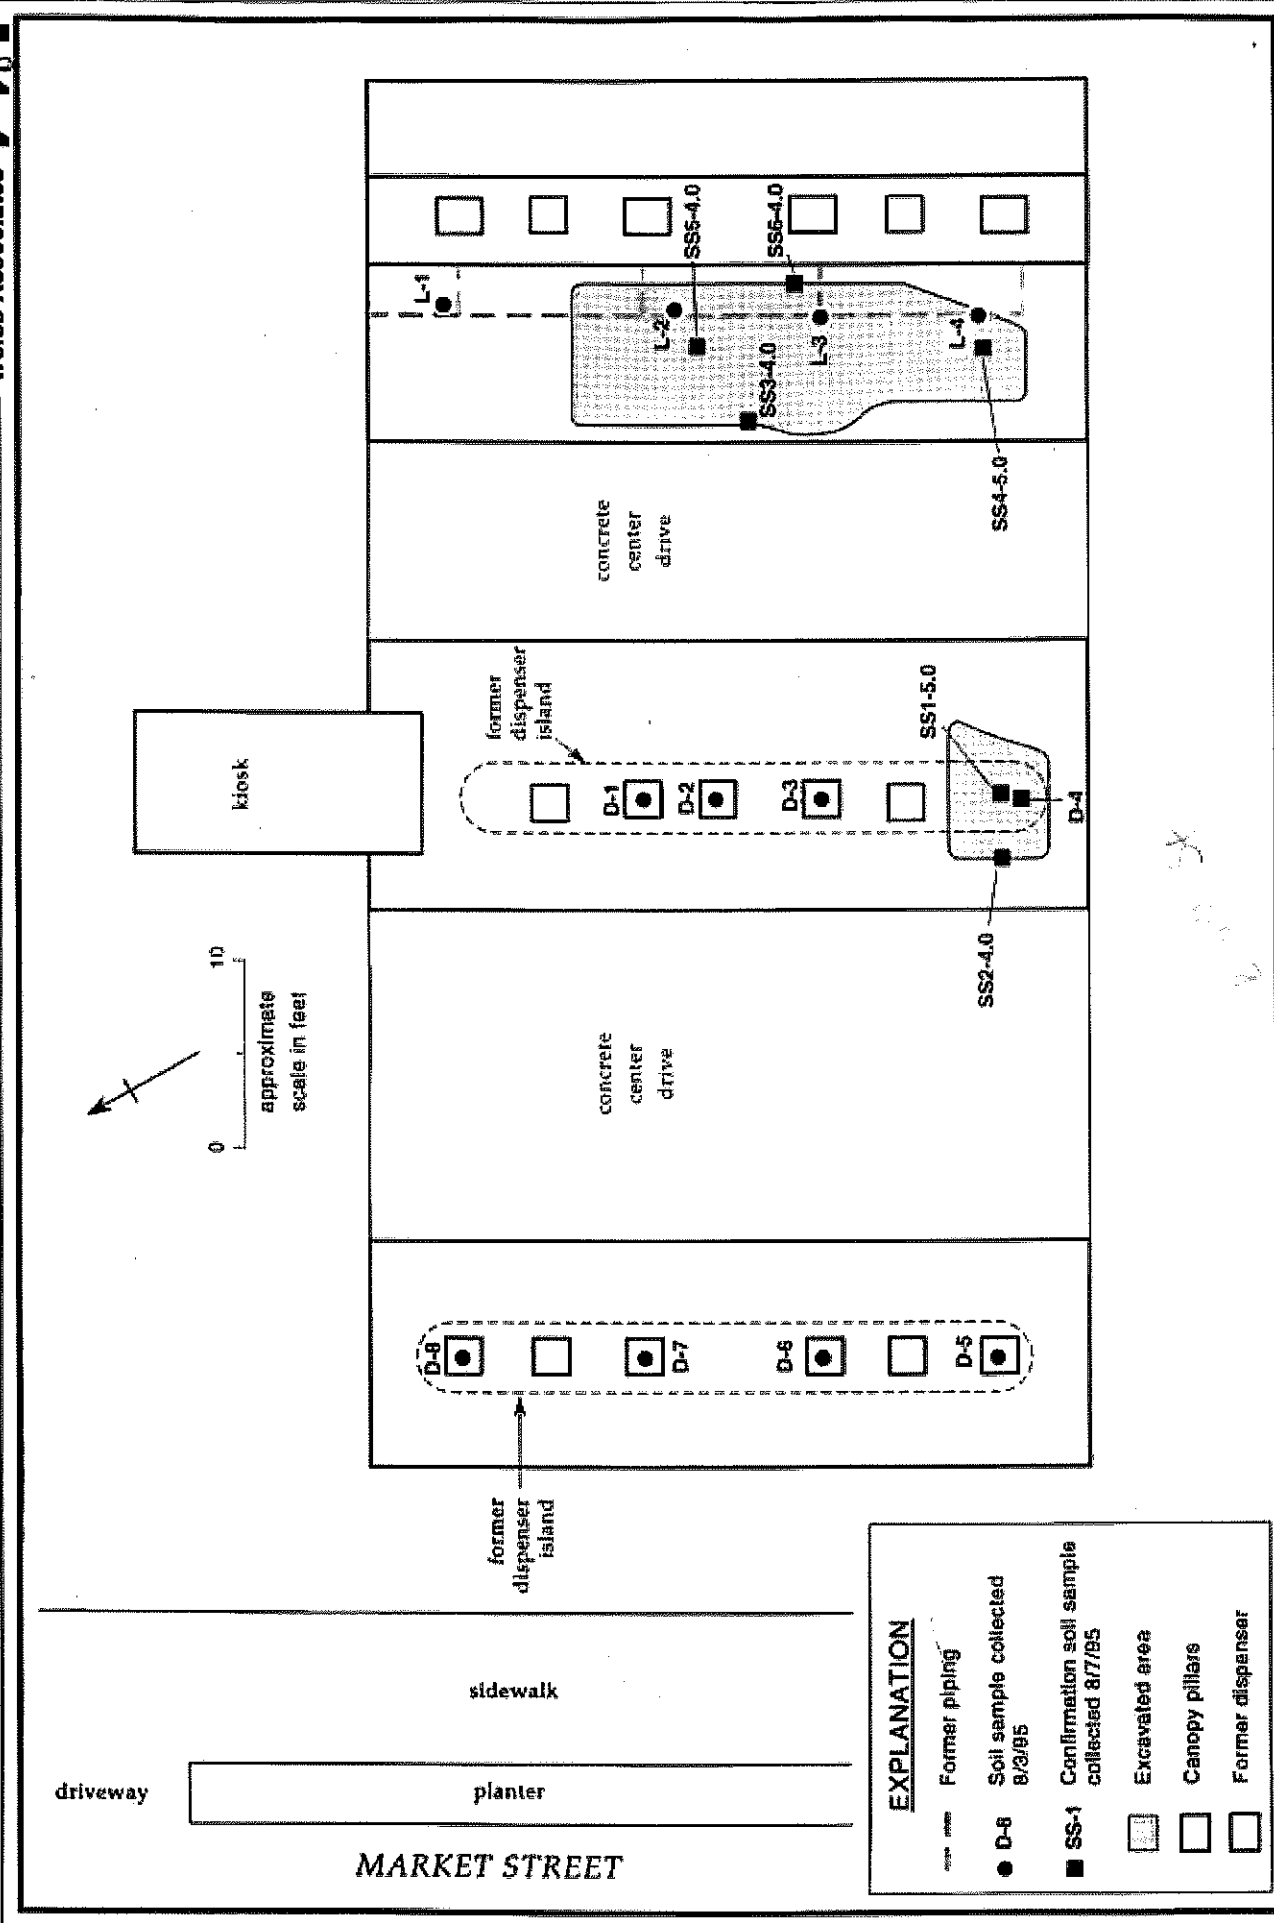 L-1
SS5-4.0
SS6-4.0
L-2
L-3
L-4
SS3-4.0
SS4-5.0
concrete
center
drive
kiosk
former
dispenser
island
SS1-5.0
D-1
D-2
D-3
D-4
SS2-4.0
0
10
approximate
scale in feet
concrete
center
drive
D-8
D-7
D-6
D-5
former
dispenser
island
sidewalk
driveway
planter
MARKET STREET
EXPLANATION
Former piping
D-8
Soil sample collected
8/3/95
SS-1
Confirmation soil sample
collected 8/7/95
Excavated area
Canopy pillars
Former dispenser